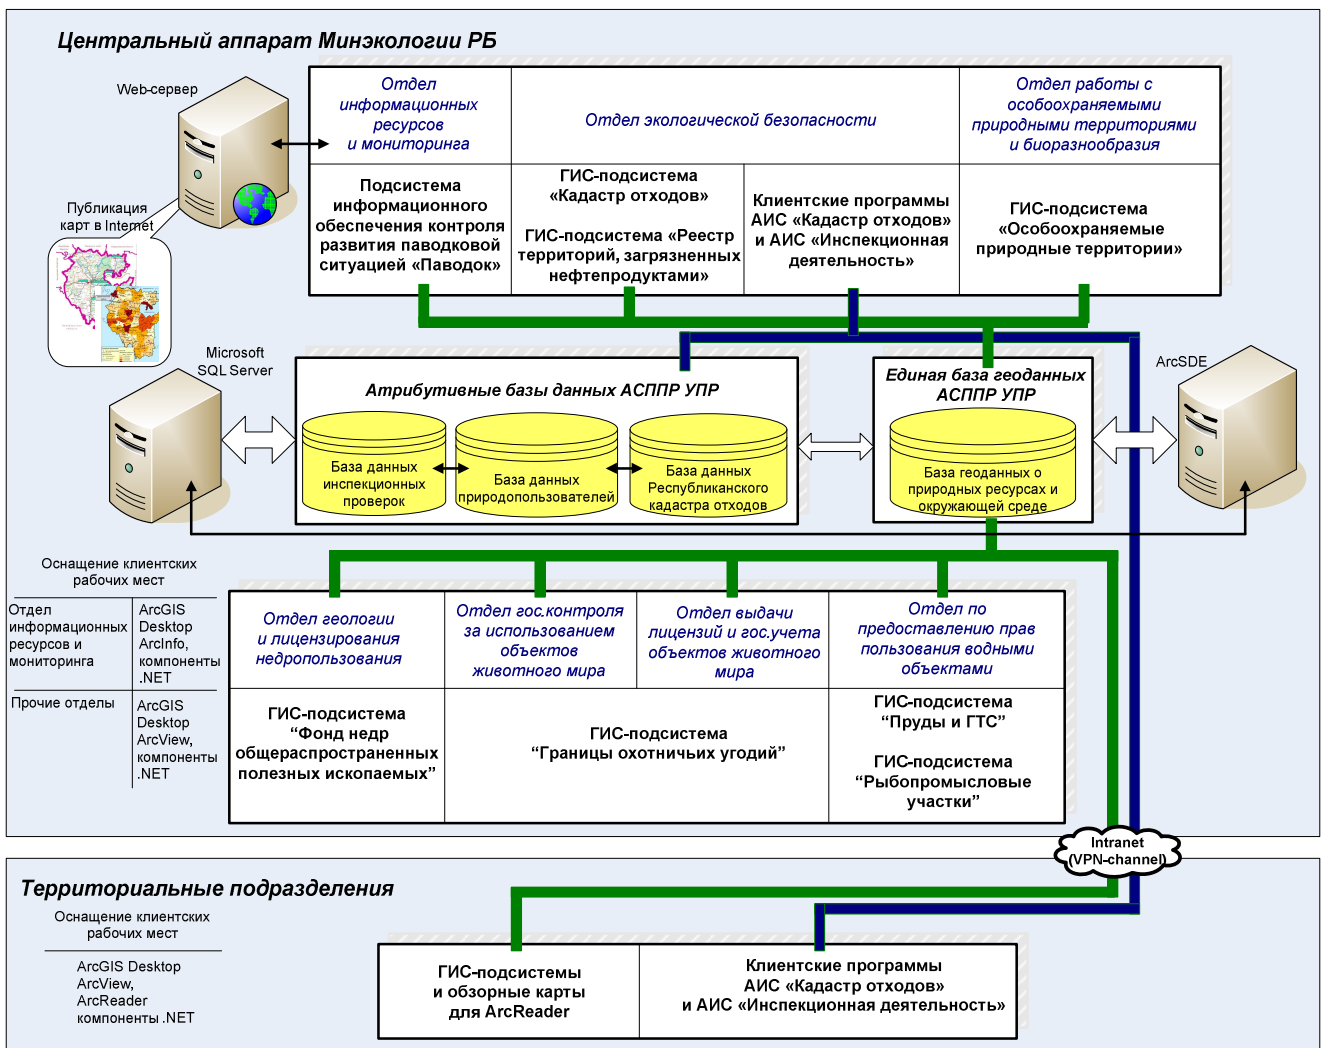 Центральный аппарат Минэкологии РБ
Web-сервер
Отдел
информационных
ресурсов
и мониторинга
Отдел экологической безопасности
Отдел работы с
особоохраняемыми
природными территориями
и биоразнообразия
Подсистема
информационного
обеспечения контроля
развития паводковой
ситуацией «Паводок»
ГИС-подсистема
«Кадастр отходов»
ГИС-подсистема «Реестр
территорий, загрязненных
нефтепродуктами»
Клиентские программы
АИС «Кадастр отходов»
и АИС «Инспекционная
деятельность»
ГИС-подсистема
«Особоохраняемые
природные территории»
Публикация
карт в Internet
Microsoft
SQL Server
Атрибутивные базы данных АСППР УПР
База данных
инспекционных
проверок
База данных
природопользователей
База данных
Республиканского
кадастра отходов
Единая база геоданных
АСППР УПР
База геоданных о
природных ресурсах и
окружающей среде
ArcSDE
Оснащение клиентских
рабочих мест
Отдел
информационных
ресурсов и
мониторинга
ArcGIS
Desktop
ArcInfo,
компоненты
.NET
Прочие отделы
ArcGIS
Desktop
ArcView,
компоненты
.NET
Отдел геологии
и лицензирования
недропользования
Отдел гос.контроля
за использованием
объектов
животного мира
Отдел выдачи
лицензий и гос.учета
объектов животного
мира
Отдел по
предоставлению прав
пользования водными
объектами
ГИС-подсистема
“Фонд недр
общераспространенных
полезных ископаемых”
ГИС-подсистема
“Границы охотничьих угодий”
ГИС-подсистема
“Пруды и ГТС”
ГИС-подсистема
“Рыбопромысловые
участки”
Intranet
(VPN-channel)
Территориальные подразделения
Оснащение клиентских
рабочих мест
ArcGIS Desktop
ArcView,
ArcReader
компоненты .NET
ГИС-подсистемы
и обзорные карты
для ArcReader
Клиентские программы
АИС «Кадастр отходов»
и АИС «Инспекционная деятельность»